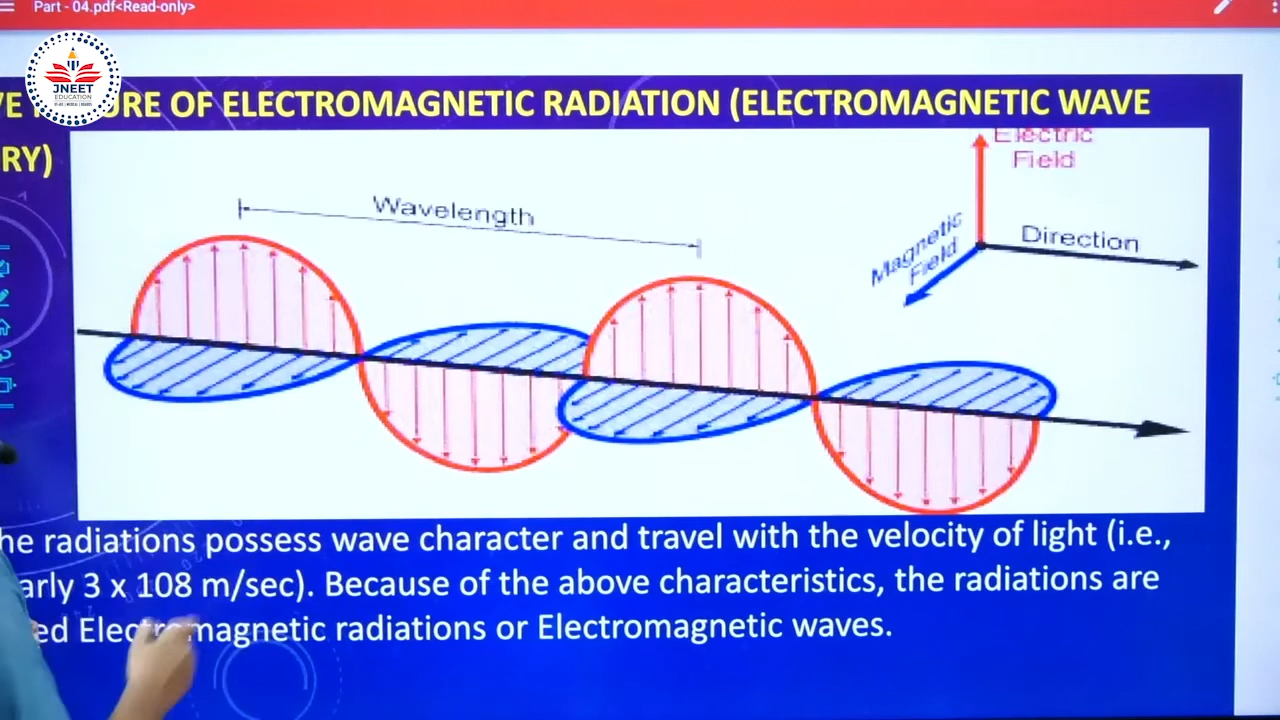 Part - 04.pdf<Read-only>
JNEET
EDUCATION
URE OF ELECTROMAGNETIC RADIATION (ELECTROMAGNETIC WAVE
RY)
Electric
Field
Wavelength
Magnetic
Field
Direction
he radiations possess wave character and travel with the velocity of light (i.e.,
arly 3 x 108 m/sec). Because of the above characteristics, the radiations are
ed Electromagnetic radiations or Electromagnetic waves.